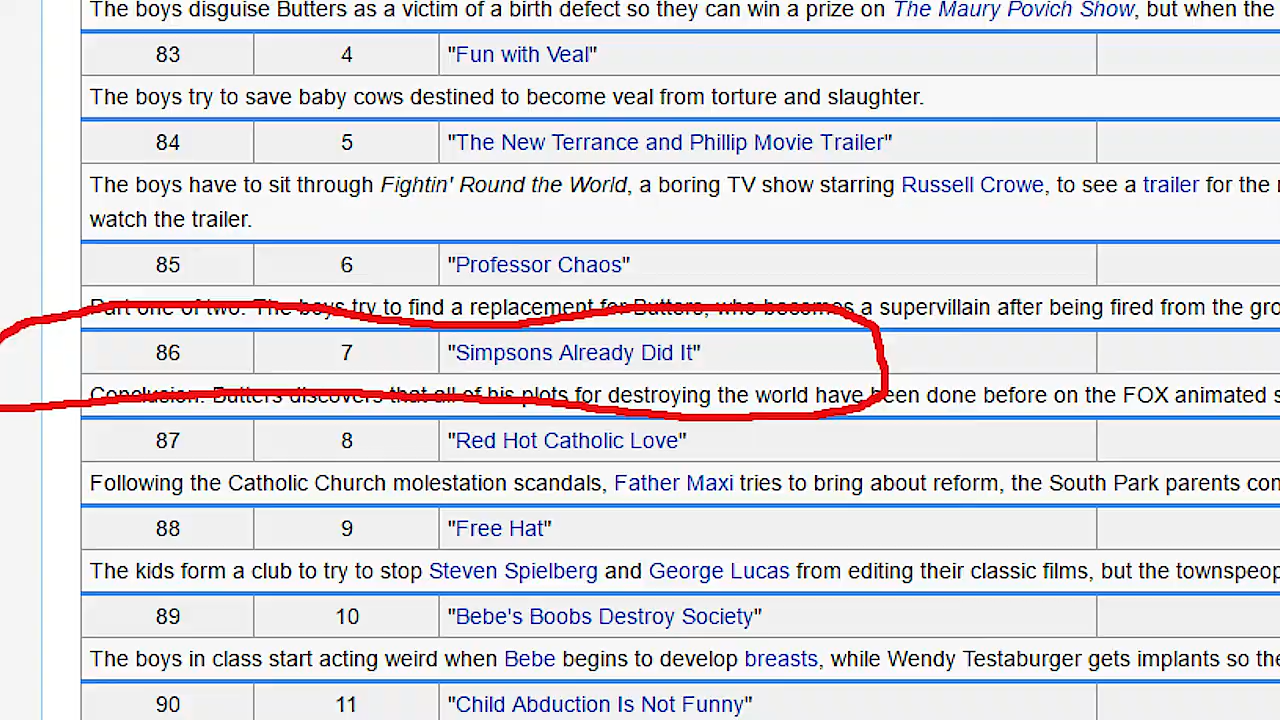 The boys disguise Butters as a victim of a birth defect so they can win a prize on The Maury Povich Show, but when the
83 4 "Fun with Veal"
The boys try to save baby cows destined to become veal from torture and slaughter.
84 5 "The New Terrance and Phillip Movie Trailer"
The boys have to sit through Fightin' Round the World, a boring TV show starring Russell Crowe, to see a trailer for the
watch the trailer.
85 6 "Professor Chaos"
Part one of two. The boys try to find a replacement for Butters, who becomes a supervillain after being fired from the
86 7 "Simpsons Already Did It"
Conclusion. Butters discovers that all of his plots for destroying the world have been done before on the FOX animated
87 8 "Red Hot Catholic Love"
Following the Catholic Church molestation scandals, Father Maxi tries to bring about reform, the South Park parents
88 9 "Free Hat"
The kids form a club to try to stop Steven Spielberg and George Lucas from editing their classic films, but the
89 10 "Bebe's Boobs Destroy Society"
The boys in class start acting weird when Bebe begins to develop breasts, while Wendy Testaburger gets implants so
90 11 "Child Abduction Is Not Funny"